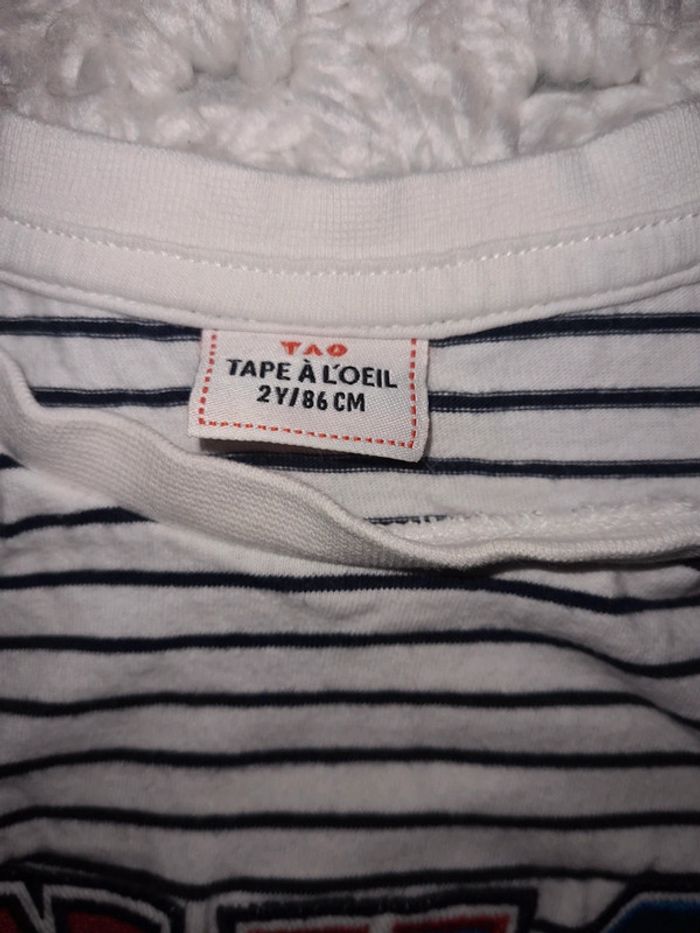 TAO
TAPE À L'OEIL
2Y/86 CM